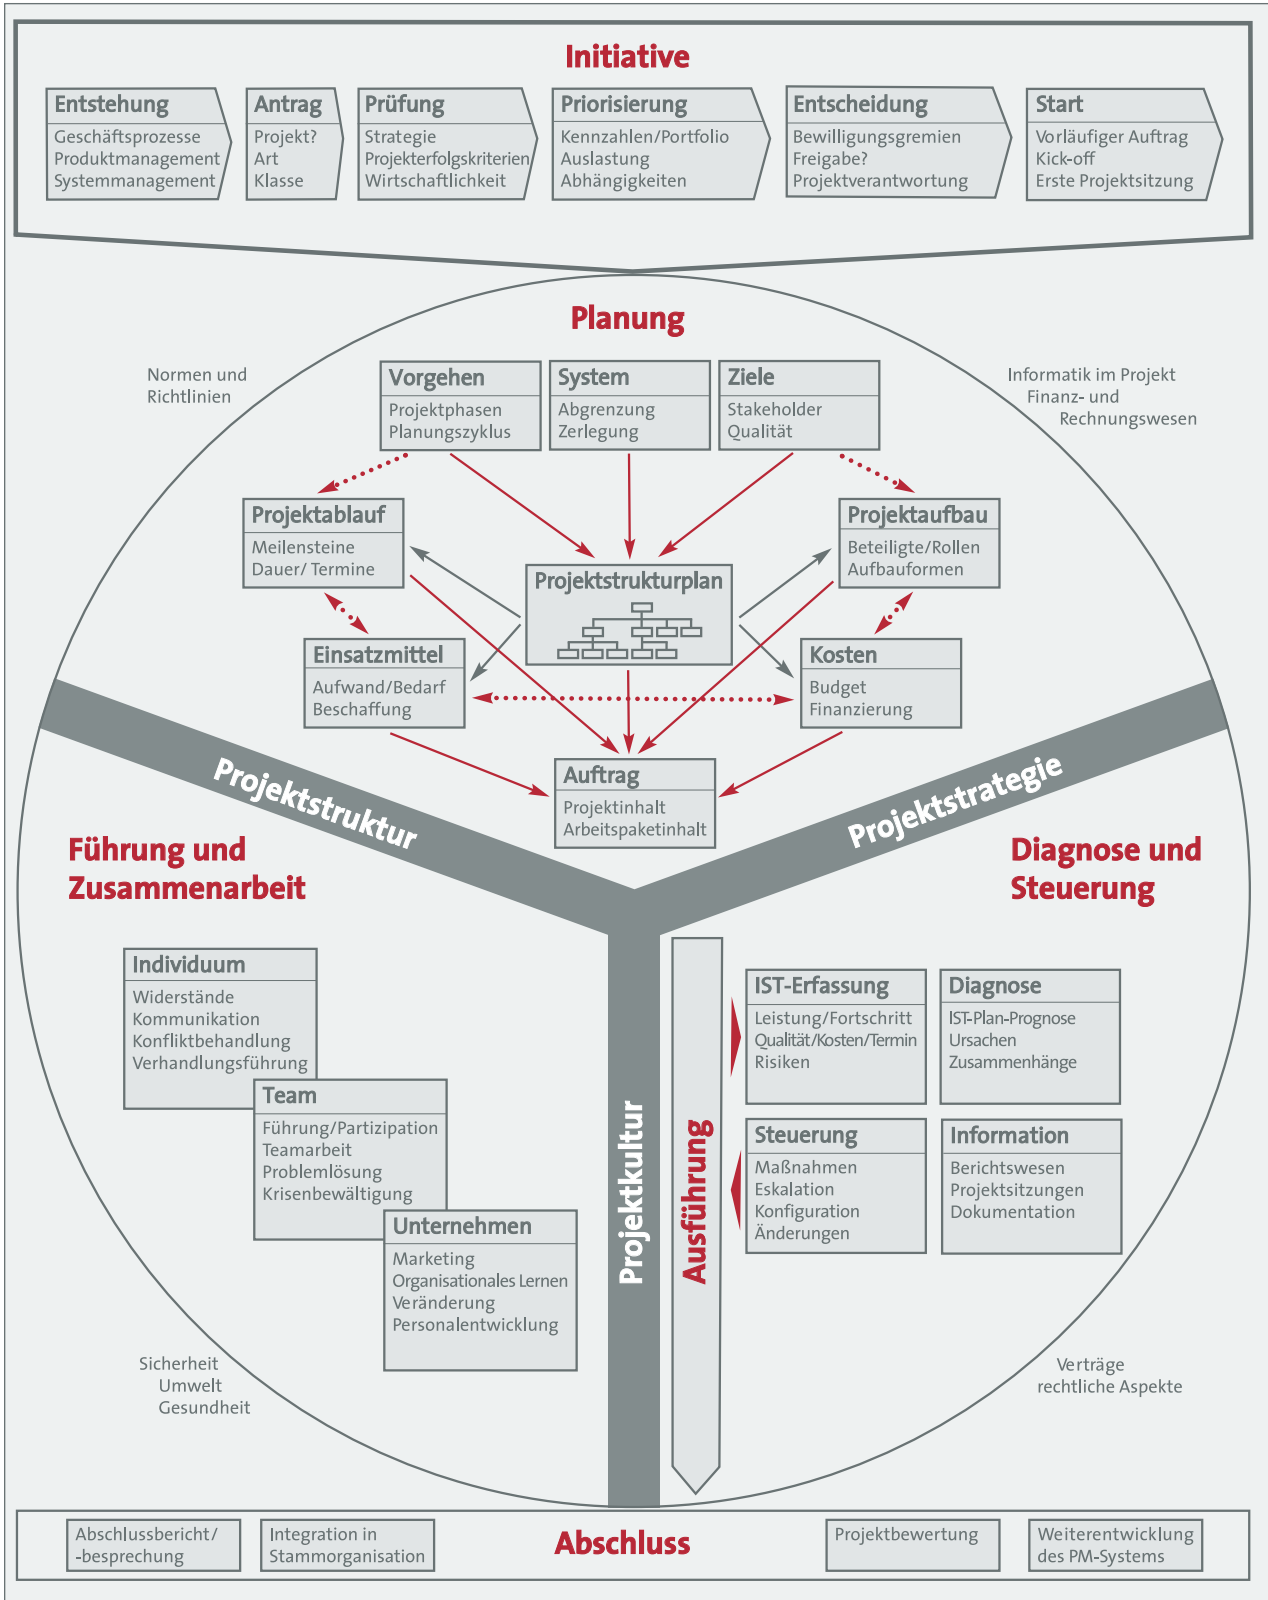 Initiative
Entstehung
Geschäftsprozesse
Produktmanagement
Systemmanagement
Antrag
Projekt?
Art
Klasse
Prüfung
Strategie
Projekterfolgskriterien
Wirtschaftlichkeit
Priorisierung
Kennzahlen/Portfolio
Auslastung
Abhängigkeiten
Entscheidung
Bewilligungsgremien
Freigabe?
Projektverantwortung
Start
Vorläufiger Auftrag
Kick-off
Erste Projektsitzung
Planung
Normen und
Richtlinien
Informatik im Projekt
Finanz- und
Rechnungswesen
Vorgehen
Projektphasen
Planungszyklus
System
Abgrenzung
Zerlegung
Ziele
Stakeholder
Qualität
Projektablauf
Meilensteine
Dauer/ Termine
Projektaufbau
Beteiligte/Rollen
Aufbauformen
Projektstrukturplan
Einsatzmittel
Aufwand/Bedarf
Beschaffung
Kosten
Budget
Finanzierung
Auftrag
Projektinhalt
Arbeitspaketinhalt
Projektstruktur
Projektstrategie
Projektkultur
Führung und
Zusammenarbeit
Individuum
Widerstände
Kommunikation
Konfliktbehandlung
Verhandlungsführung
Team
Führung/Partizipation
Teamarbeit
Problemlösung
Krisenbewältigung
Unternehmen
Marketing
Organisationales Lernen
Veränderung
Personalentwicklung
Diagnose und
Steuerung
Ausführung
IST-Erfassung
Leistung/Fortschritt
Qualität/Kosten/Termin
Risiken
Diagnose
IST-Plan-Prognose
Ursachen
Zusammenhänge
Steuerung
Maßnahmen
Eskalation
Konfiguration
Änderungen
Information
Berichtswesen
Projektsitzungen
Dokumentation
Sicherheit
Umwelt
Gesundheit
Verträge
rechtliche Aspekte
Abschluss
Abschlussbericht/
-besprechung
Integration in
Stammorganisation
Projektbewertung
Weiterentwicklung
des PM-Systems